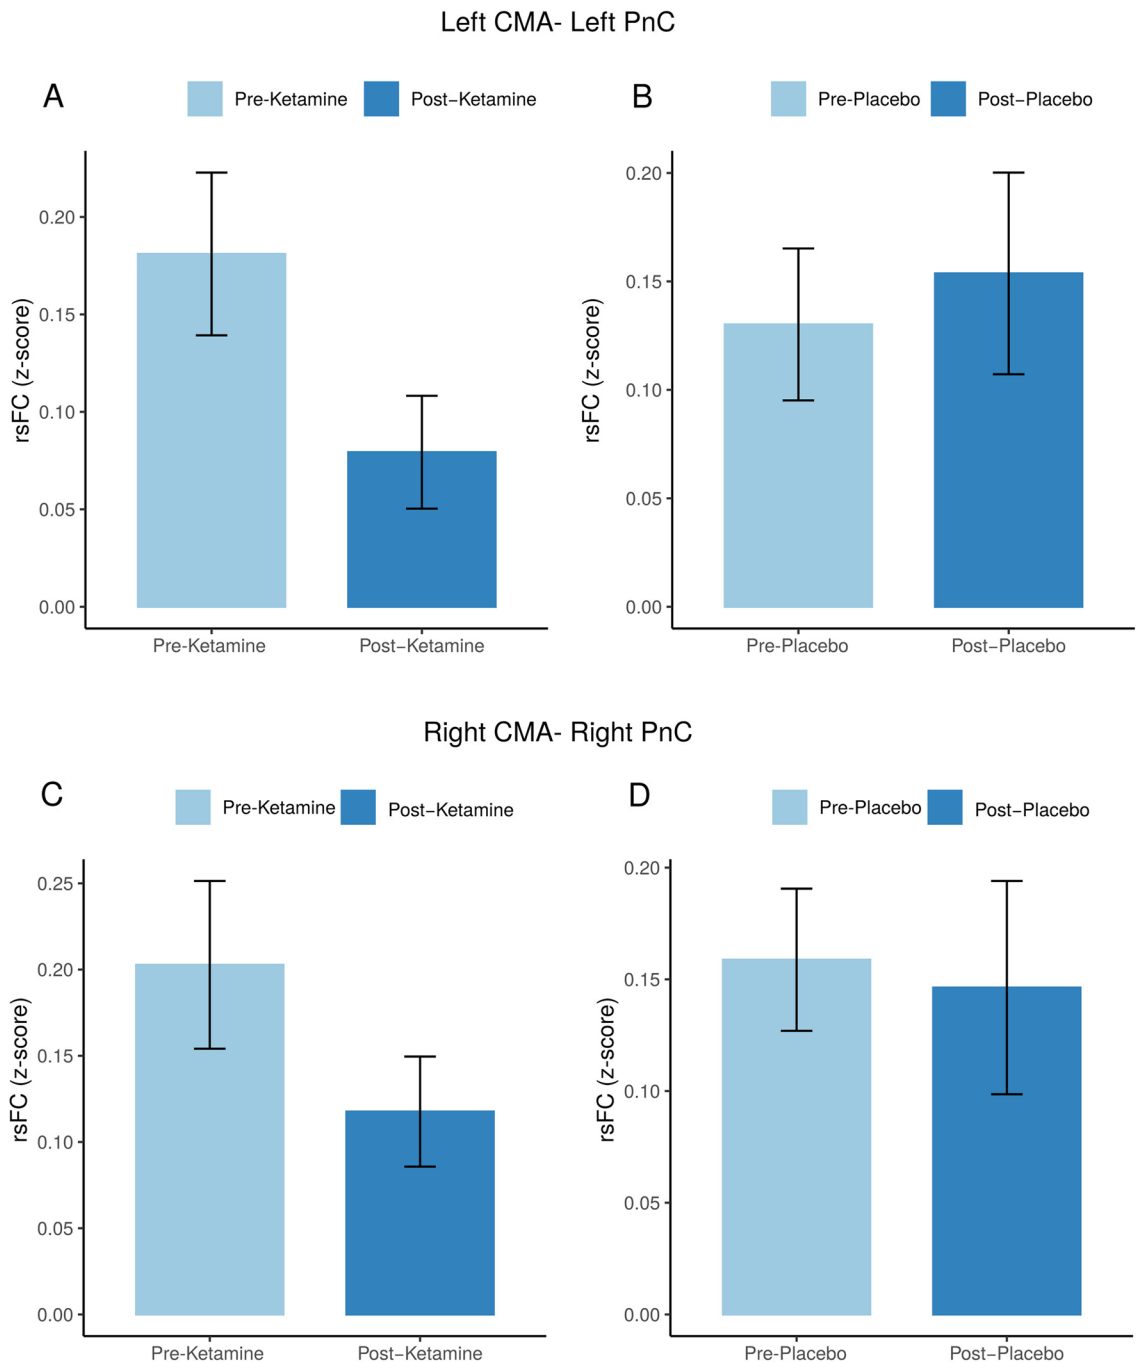 Left CMA- Left PnC
A
Pre-Ketamine
Post−Ketamine
rsFC (z-score)
0.20
0.15
0.10
0.05
0.00
Pre-Ketamine
Post−Ketamine
B
Pre-Placebo
Post−Placebo
rsFC (z-score)
0.20
0.15
0.10
0.05
0.00
Pre-Placebo
Post−Placebo
Right CMA- Right PnC
C
Pre-Ketamine
Post−Ketamine
rsFC (z-score)
0.25
0.20
0.15
0.10
0.05
0.00
Pre-Ketamine
Post−Ketamine
D
Pre-Placebo
Post−Placebo
rsFC (z-score)
0.20
0.15
0.10
0.05
0.00
Pre-Placebo
Post−Placebo